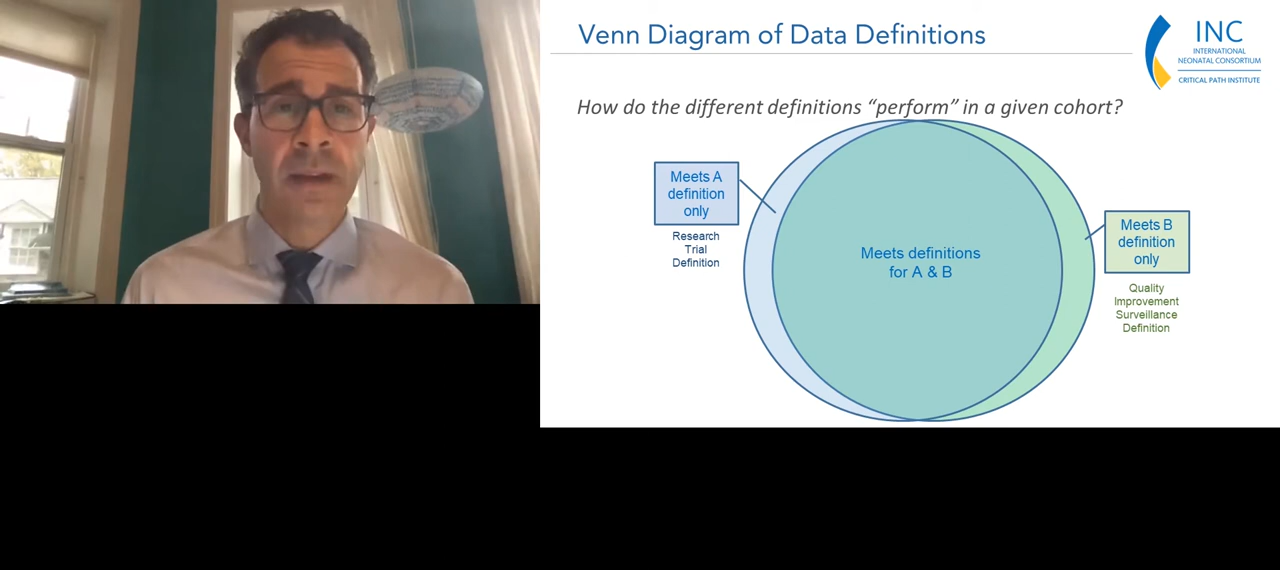 Venn Diagram of Data Definitions
INC
INTERNATIONAL
NEONATAL CONSORTIUM
CRITICAL PATH INSTITUTE
How do the different definitions “perform” in a given cohort?
Meets A
definition
only
Research
Trial
Definition
Meets definitions
for A & B
Meets B
definition
only
Quality
Improvement
Surveillance
Definition